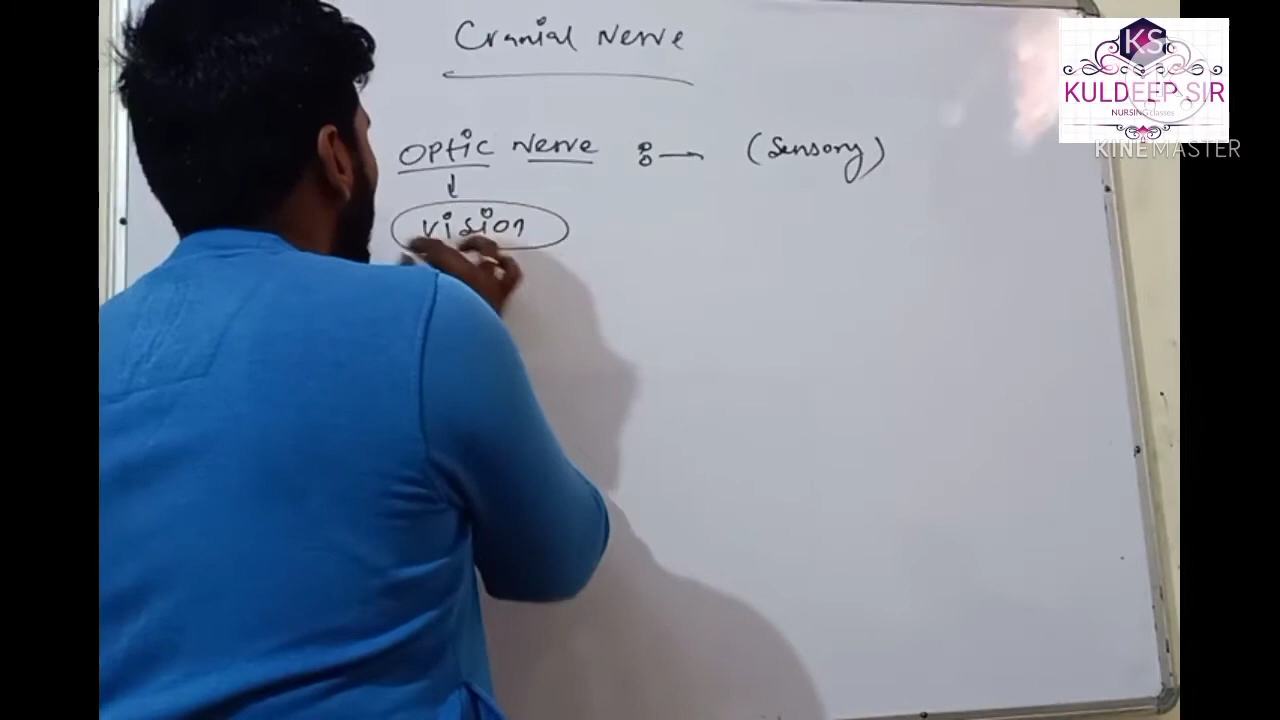 Cranial Nerve
KS
KULDEEP SIR
NURSING classes
KINEMASTER
OPtic Nerve :— (Sensory)
Vision